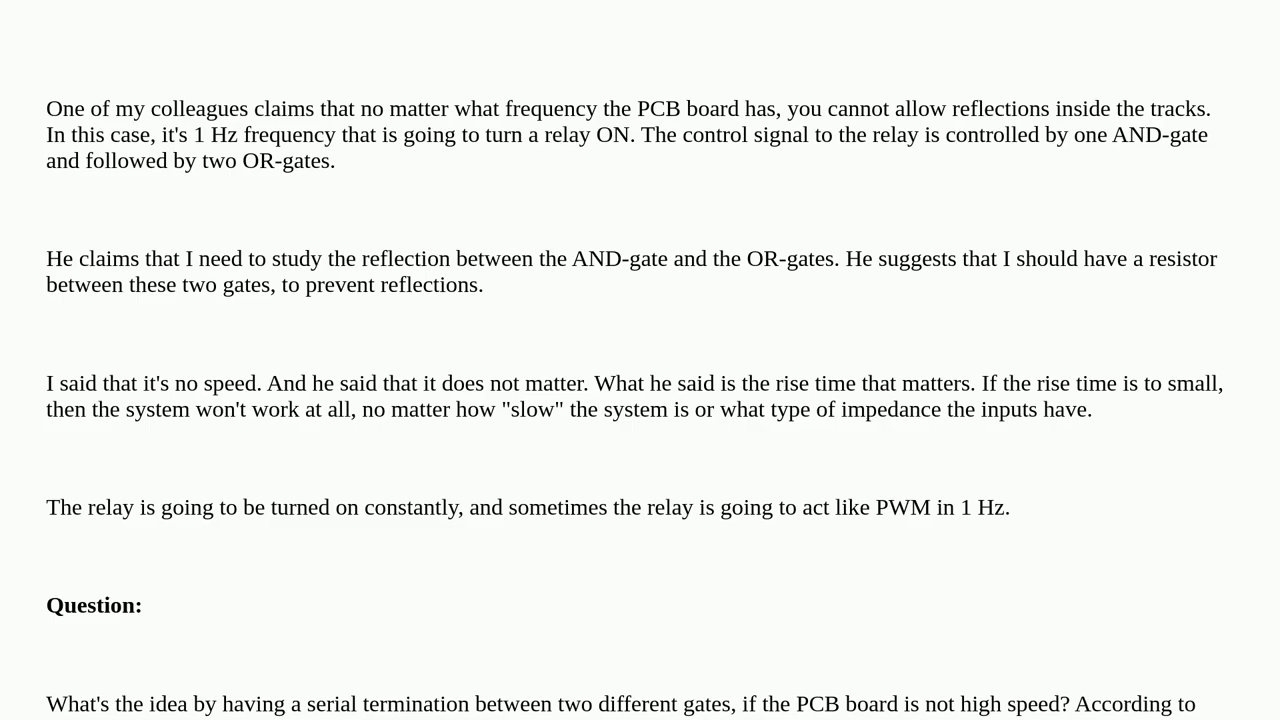 One of my colleagues claims that no matter what frequency the PCB board has, you cannot allow reflections inside the tracks.
In this case, it's 1 Hz frequency that is going to turn a relay ON. The control signal to the relay is controlled by one AND-gate
and followed by two OR-gates.
He claims that I need to study the reflection between the AND-gate and the OR-gates. He suggests that I should have a resistor
between these two gates, to prevent reflections.
I said that it's no speed. And he said that it does not matter. What he said is the rise time that matters. If the rise time is to small,
then the system won't work at all, no matter how "slow" the system is or what type of impedance the inputs have.
The relay is going to be turned on constantly, and sometimes the relay is going to act like PWM in 1 Hz.
Question:
What's the idea by having a serial termination between two different gates, if the PCB board is not high speed? According to